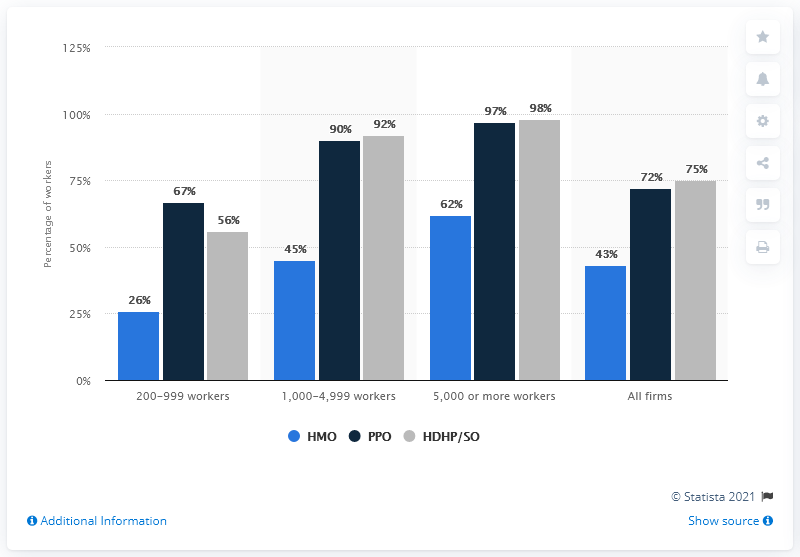 125%
100%
75%
50%
25%
0%
Percentage of workers
26%
67%
56%
45%
90%
92%
62%
97%
98%
43%
72%
75%
200-999 workers
1,000-4,999 workers
5,000 or more workers
All firms
HMO
PPO
HDHP/SO
© Statista 2021
Additional Information
Show source